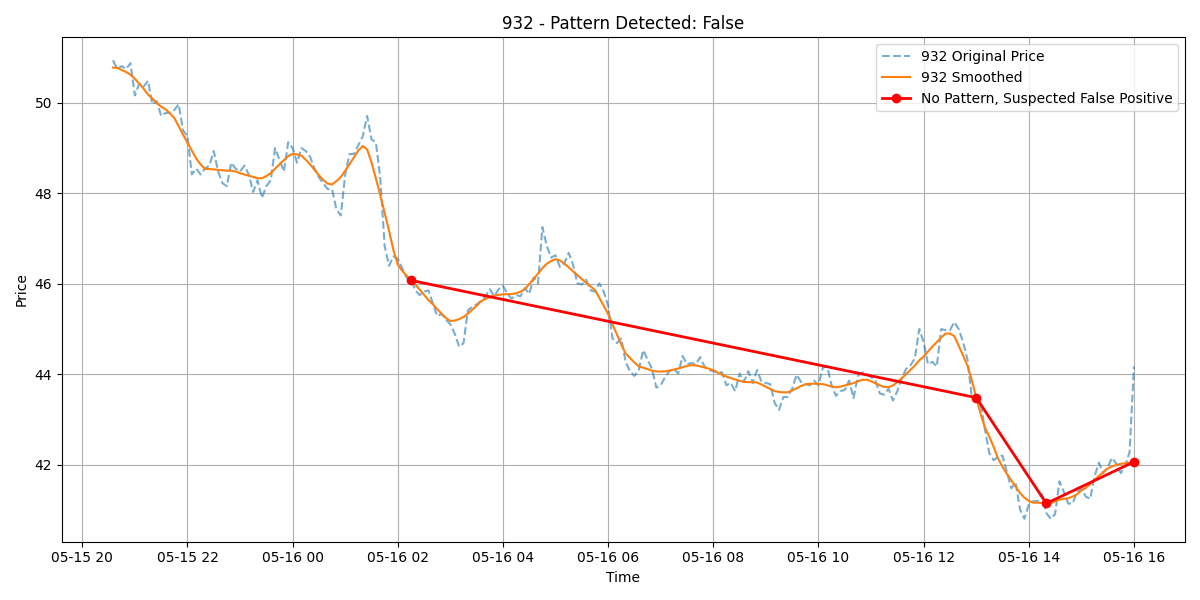 932 - Pattern Detected: False
932 Original Price
932 Smoothed
No Pattern, Suspected False Positive
Price
50
48
46
44
42
05-15 20
05-15 22
05-16 00
05-16 02
05-16 04
05-16 06
05-16 08
05-16 10
05-16 12
05-16 14
05-16 16
Time